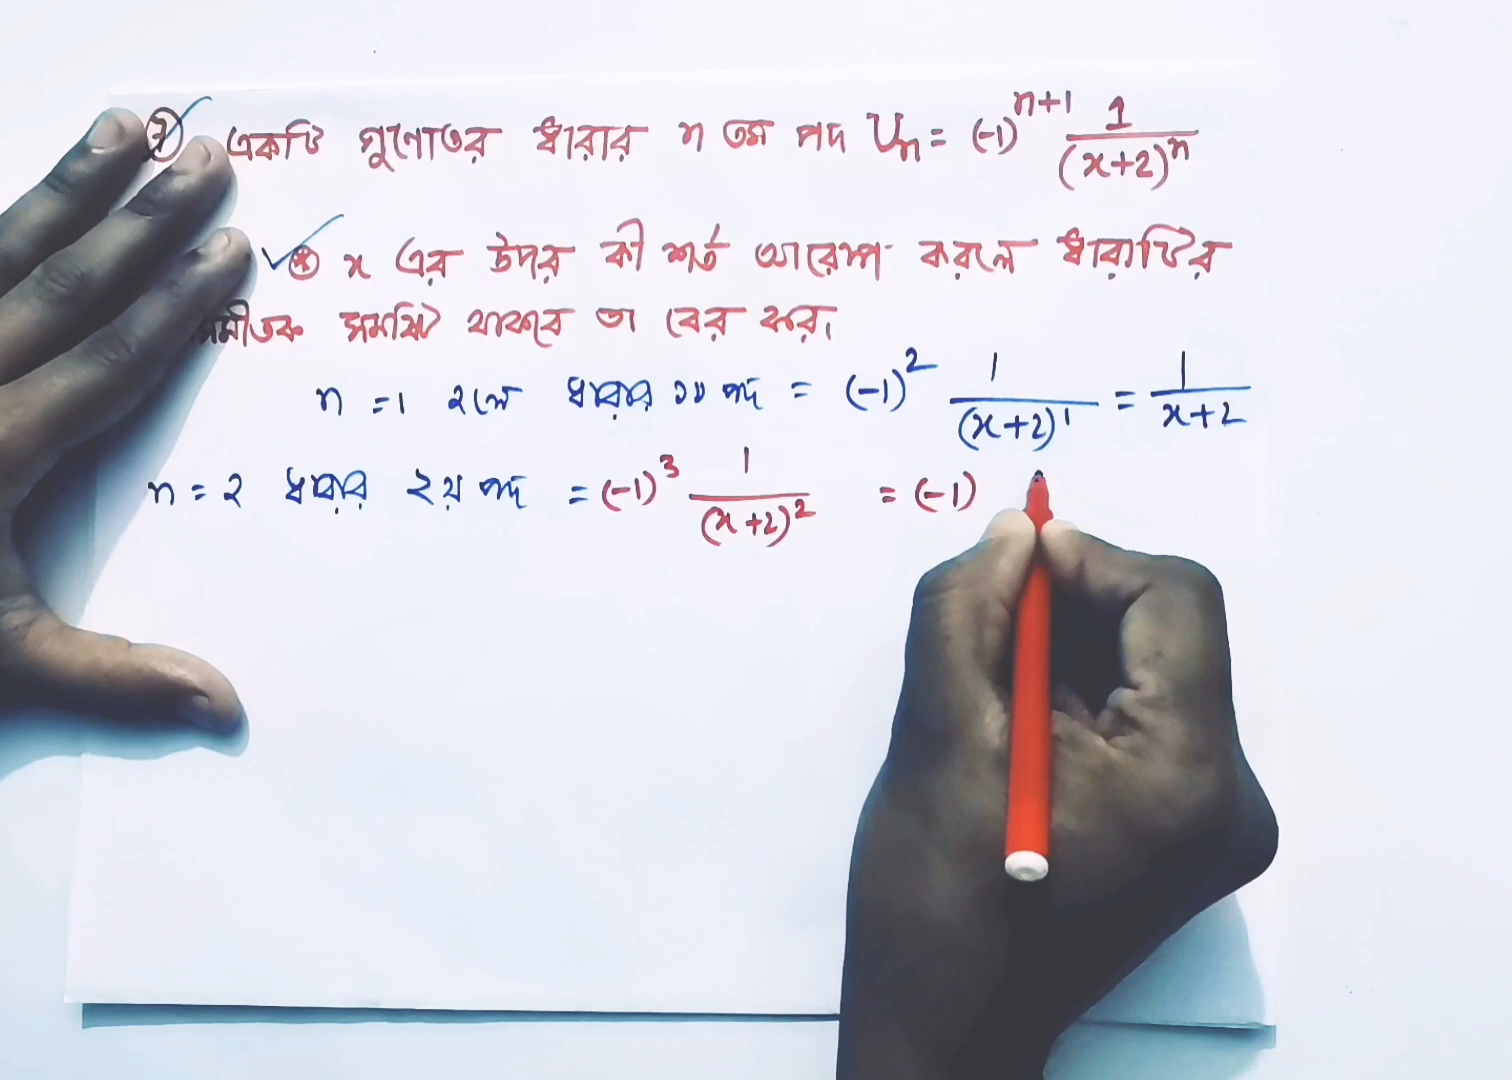 ৭ একটি গুণোত্তর ধারার n তম পদ Uₙ = (-1)ⁿ⁺¹ 1/(x+2)ⁿ
* x এর উপর কী শর্ত আরোপ করলে ধারাটির
অসীমতক সমষ্টি থাকবে তা বের কর।
n = 1 হলে ধারার ১ম পদ = (-1)² 1/(x+2)¹ = 1/x+2
n = 2 ধারার ২য় পদ = (-1)³ 1/(x+2)² = (-1)